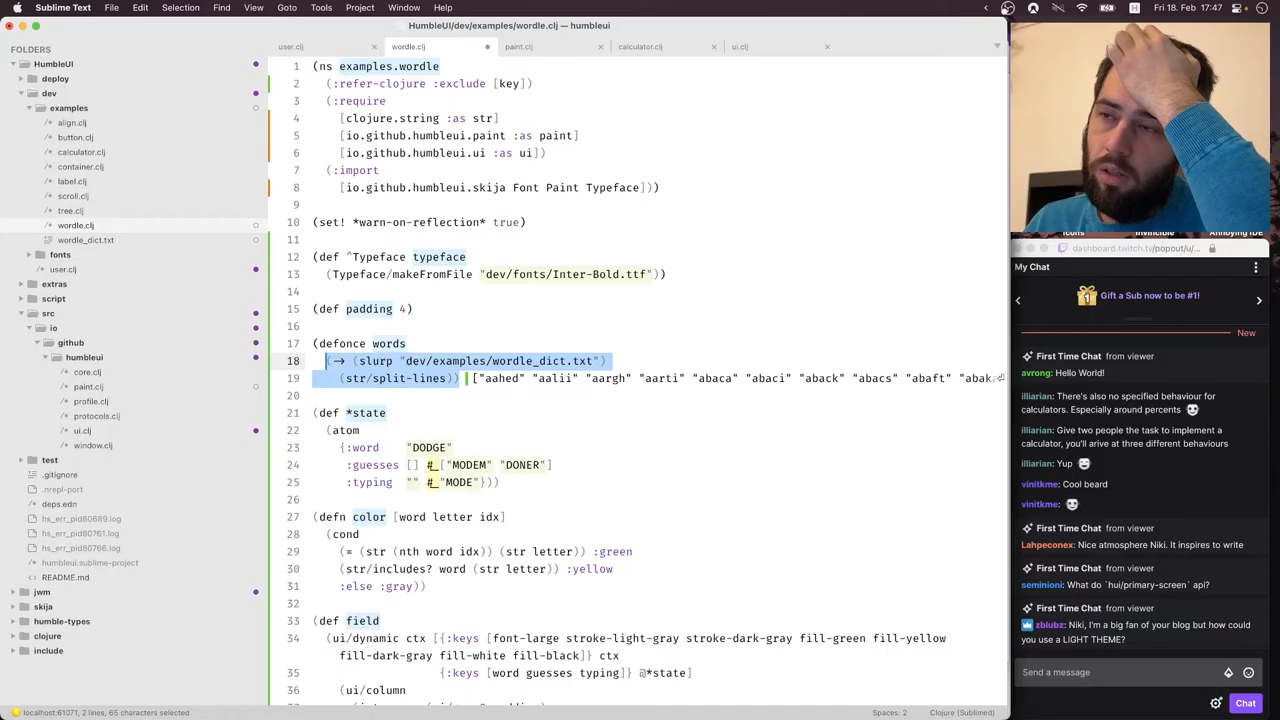 Sublime Text File Edit Selection Find View Goto Tools Project Window Help
Fri 18. Feb 17:47
HumbleUI/dev/examples/wordle.clj — humbleui
FOLDERS
HumbleUI
deploy
dev
examples
align.clj
button.clj
calculator.clj
container.clj
label.clj
scroll.clj
tree.clj
wordle.clj
wordle_dict.txt
fonts
user.clj
extras
script
src
io
github
humbleui
core.clj
paint.clj
profile.clj
protocols.clj
ui.clj
window.clj
test
.gitignore
.nrepl-port
deps.edn
hs_err_pid80689.log
hs_err_pid80761.log
hs_err_pid80766.log
humbleui.sublime-project
README.md
jwm
skija
humble-types
clojure
include
user.clj
wordle.clj
paint.clj
calculator.clj
ui.clj
1 (ns examples.wordle
2 (:refer-clojure :exclude [key])
3 (:require
4 [clojure.string :as str]
5 [io.github.humbleui.paint :as paint]
6 [io.github.humbleui.ui :as ui])
7 (:import
8 [io.github.humbleui.skija Font Paint Typeface]))
9
10 (set! *warn-on-reflection* true)
11
12 (def ^Typeface typeface
13 (Typeface/makeFromFile "dev/fonts/Inter-Bold.ttf"))
14
15 (def padding 4)
16
17 (defonce words
18 (-> (slurp "dev/examples/wordle_dict.txt")
19 (str/split-lines)) ["aahed" "aalii" "aargh" "aarti" "abaca" "abaci" "aback" "abacs" "abaft" "abak
20
21 (def *state
22 (atom
23 {:word "DODGE"
24 :guesses [] #_["MODEM" "DONER"]
25 :typing "" #_"MODE"}))
26
27 (defn color [word letter idx]
28 (cond
29 (= (str (nth word idx)) (str letter)) :green
30 (str/includes? word (str letter)) :yellow
31 :else :gray))
32
33 (def field
34 (ui/dynamic ctx [{:keys [font-large stroke-light-gray stroke-dark-gray fill-green fill-yellow
fill-dark-gray fill-white fill-black]} ctx
35 {:keys [word guesses typing]} @*state]
36 (ui/column
localhost:61071, 2 lines, 65 characters selected
Spaces: 2
Clojure (Sublimed)
Icons Invincible Annoying IDE
dashboard.twitch.tv/popout/u/...
My Chat
1 Gift a Sub now to be #1!
New
First Time Chat from viewer
avrong: Hello World!
illiarian: There's also no specified behaviour for
calculators. Especially around percents
illiarian: Give two people the task to implement a
calculator, you'll arive at three different behaviours
illiarian: Yup
vinitkme: Cool beard
vinitkme:
First Time Chat from viewer
Lahpeconex: Nice atmosphere Niki. It inspires to write
First Time Chat from viewer
seminioni: What do `hui/primary-screen` api?
First Time Chat from viewer
zblubz: Niki, I'm a big fan of your blog but how could
you use a LIGHT THEME?
Send a message
Chat